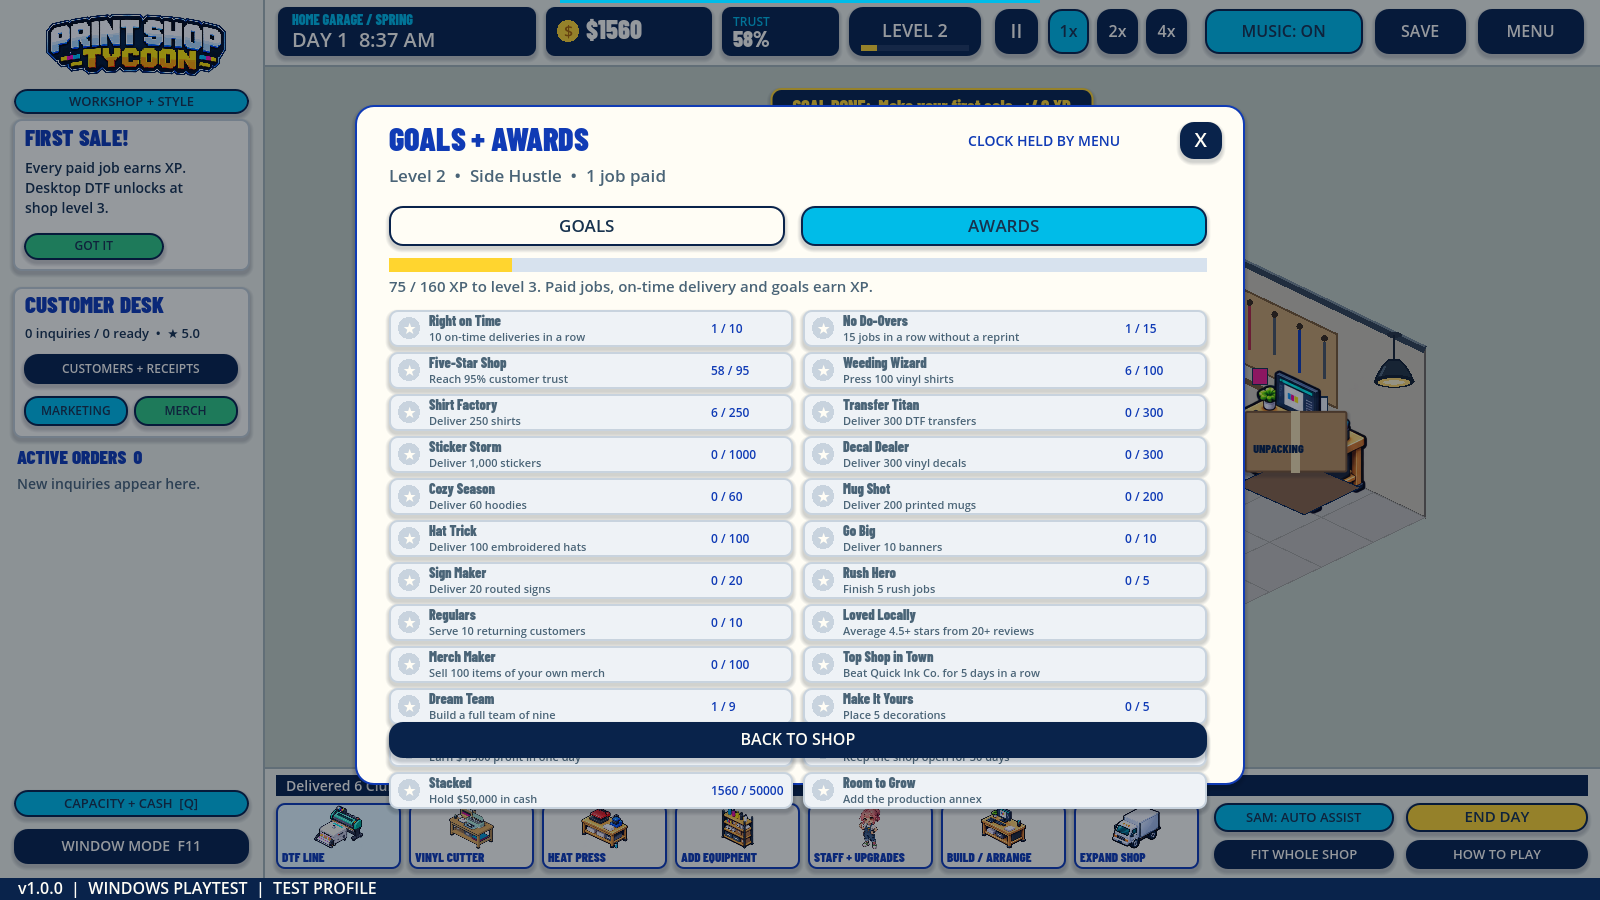 PRINT SHOP
TYCOON
HOME GARAGE / SPRING
DAY 1 8:37 AM
$1560
TRUST
58%
LEVEL 2
II
1x
2x
4x
MUSIC: ON
SAVE
MENU
WORKSHOP + STYLE
FIRST SALE!
Every paid job earns XP.
Desktop DTF unlocks at
shop level 3.
GOT IT
CUSTOMER DESK
0 inquiries / 0 ready • ★ 5.0
CUSTOMERS + RECEIPTS
MARKETING
MERCH
ACTIVE ORDERS 0
New inquiries appear here.
CAPACITY + CASH [Q]
WINDOW MODE F11
GOALS + AWARDS
CLOCK HELD BY MENU
X
Level 2 • Side Hustle • 1 job paid
GOALS
AWARDS
75 / 160 XP to level 3. Paid jobs, on-time delivery and goals earn XP.
Right on Time
10 on-time deliveries in a row
1 / 10
No Do-Overs
15 jobs in a row without a reprint
1 / 15
Five-Star Shop
Reach 95% customer trust
58 / 95
Weeding Wizard
Press 100 vinyl shirts
6 / 100
Shirt Factory
Deliver 250 shirts
6 / 250
Transfer Titan
Deliver 300 DTF transfers
0 / 300
Sticker Storm
Deliver 1,000 stickers
0 / 1000
Decal Dealer
Deliver 300 vinyl decals
0 / 300
Cozy Season
Deliver 60 hoodies
0 / 60
Mug Shot
Deliver 200 printed mugs
0 / 200
Hat Trick
Deliver 100 embroidered hats
0 / 100
Go Big
Deliver 10 banners
0 / 10
Sign Maker
Deliver 20 routed signs
0 / 20
Rush Hero
Finish 5 rush jobs
0 / 5
Regulars
Serve 10 returning customers
0 / 10
Loved Locally
Average 4.5+ stars from 20+ reviews
Merch Maker
Sell 100 items of your own merch
0 / 100
Top Shop in Town
Beat Quick Ink Co. for 5 days in a row
Dream Team
Build a full team of nine
1 / 9
Make It Yours
Place 5 decorations
0 / 5
BACK TO SHOP
Stacked
Hold $50,000 in cash
1560 / 50000
Room to Grow
Add the production annex
UNPACKING
Delivered 6
DTF LINE
VINYL CUTTER
HEAT PRESS
ADD EQUIPMENT
STAFF + UPGRADES
BUILD / ARRANGE
EXPAND SHOP
SAM: AUTO ASSIST
END DAY
FIT WHOLE SHOP
HOW TO PLAY
v1.0.0 | WINDOWS PLAYTEST | TEST PROFILE